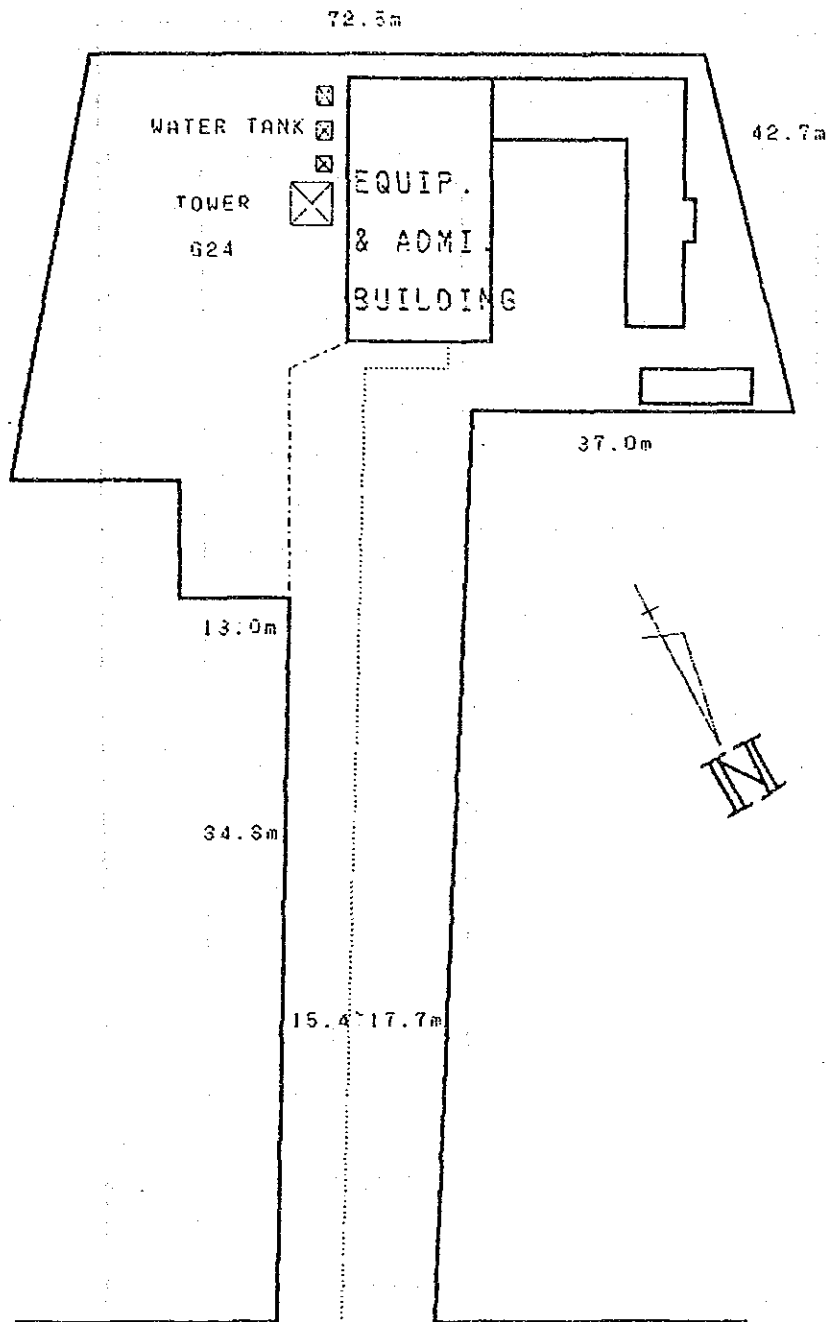 72.5m
WATER TANK
42.7m
TOWER
G24
EQUIP.
& ADMI.
BUILDING
37.0m
13.0m
34.8m
15.4~17.7m
N